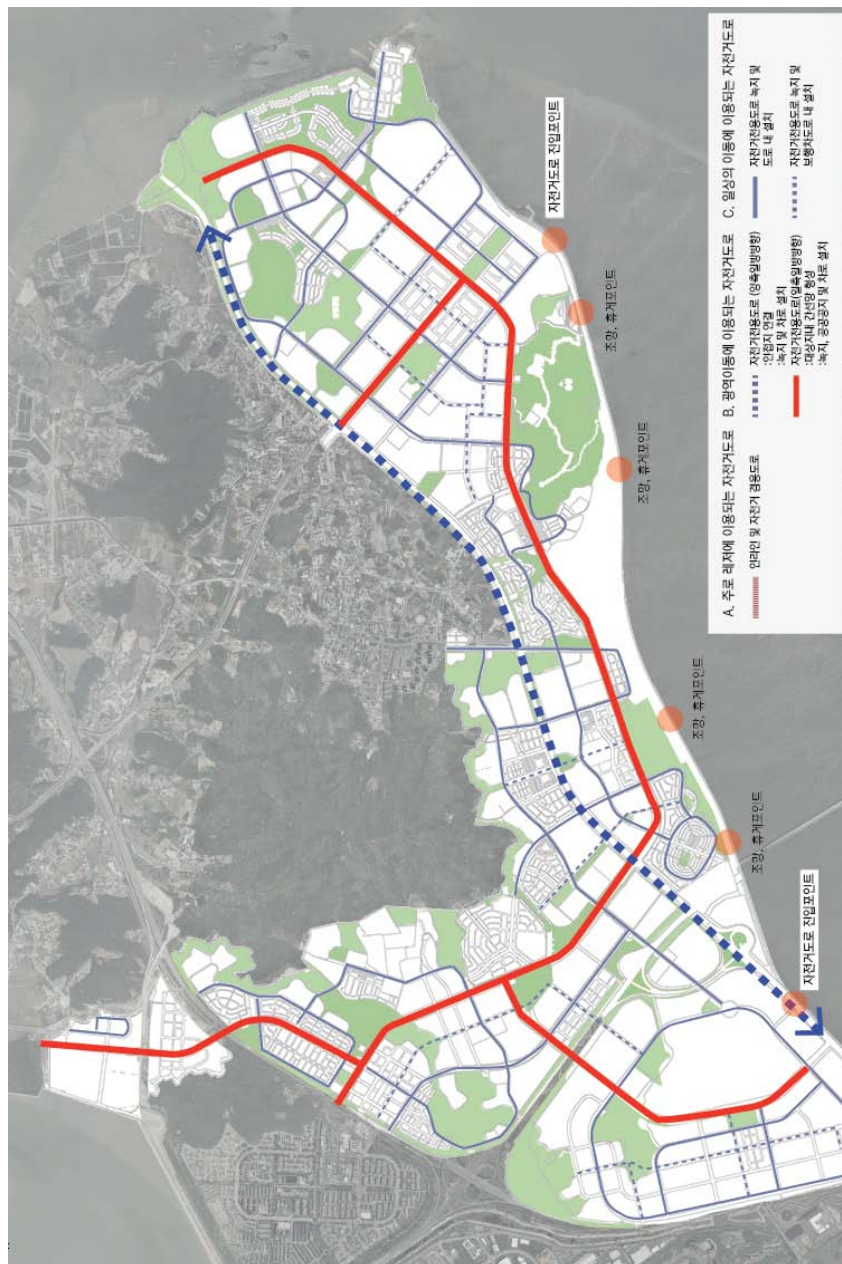 자전거도로 진입포인트
조망, 휴게포인트
조망, 휴게포인트
조망, 휴게포인트
조망, 휴게포인트
자전거도로 진입포인트
A. 주로 레저에 이용되는 자전거도로
인라인 및 자전거 겸용도로
B. 광역이동에 이용되는 자전거도로
자전거전용도로 (양측일방방향)
:인접지 연결
:녹지 및 차로 설치
자전거전용도로(일측일방방향)
:대상지내 간선망 형성
:녹지, 공공공지 및 차로 설치
C. 일상의 이동에 이용되는 자전거도로
자전거전용도로 녹지 및
도로 내 설치
자전거전용도로 녹지 및
보행자도로 내 설치